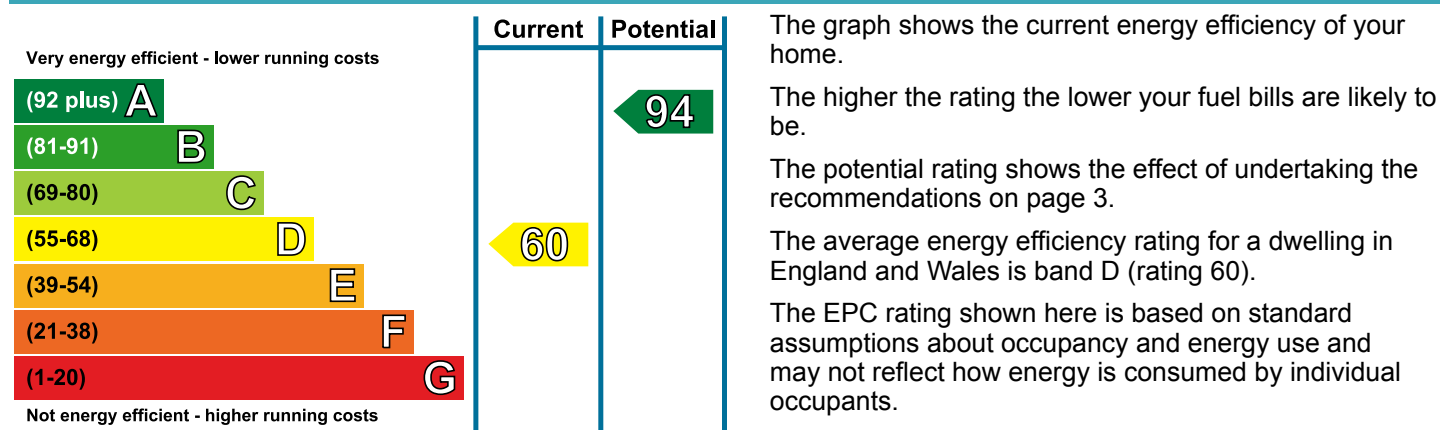 Current Potential
Very energy efficient - lower running costs
(92 plus) A
94
(81-91) B
(69-80) C
(55-68) D
60
(39-54) E
(21-38) F
(1-20) G
Not energy efficient - higher running costs
The graph shows the current energy efficiency of your
home.
The higher the rating the lower your fuel bills are likely to
be.
The potential rating shows the effect of undertaking the
recommendations on page 3.
The average energy efficiency rating for a dwelling in
England and Wales is band D (rating 60).
The EPC rating shown here is based on standard
assumptions about occupancy and energy use and
may not reflect how energy is consumed by individual
occupants.